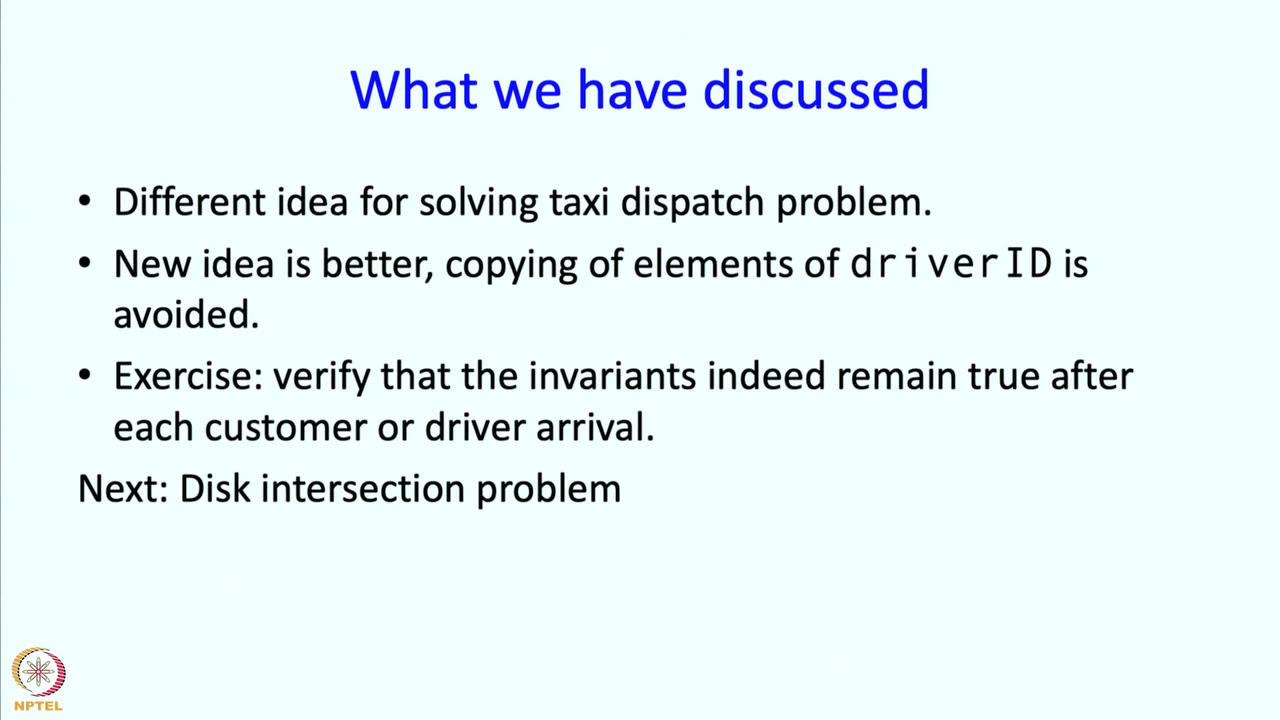 What we have discussed
• Different idea for solving taxi dispatch problem.
• New idea is better, copying of elements of driverID is
avoided.
• Exercise: verify that the invariants indeed remain true after
each customer or driver arrival.
Next: Disk intersection problem
NPTEL